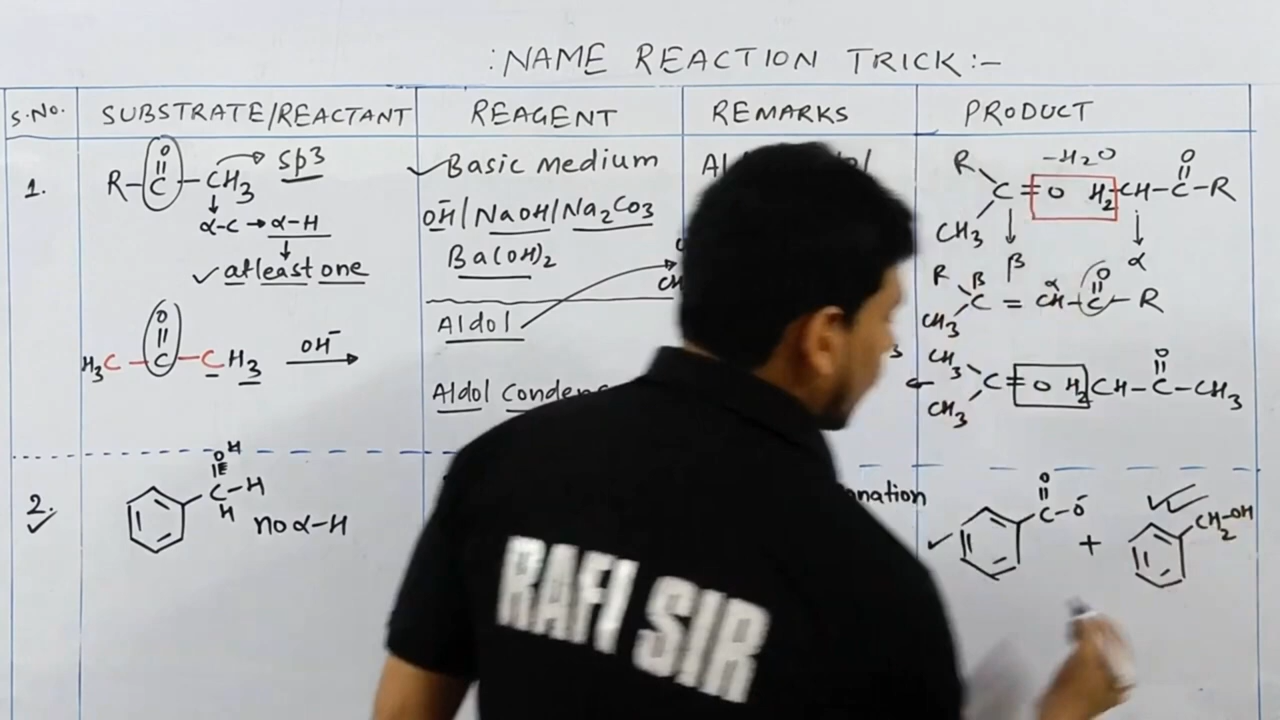 : NAME REACTION TRICK :-
S.No. SUBSTRATE/REACTANT REAGENT REMARKS PRODUCT
1.
O
R-C-CH3 → sp3
α-C → α-H
✓ atleast one
O
H3C-C-CH3 OH-
✓ Basic medium
OH-/NaOH/Na2Co3
Ba(OH)2
Aldol
Aldol
R
-H2O
O
C=O H2CH-C-R
CH3
β
α
R
β
α
O
C=CH-C-R
CH3
CH3
O
C=O H2CH-C-CH3
CH3
2.
✓
OH
C-H
H
no α-H
O
✓ C-O-
+
CH2-OH
RAFI SIR